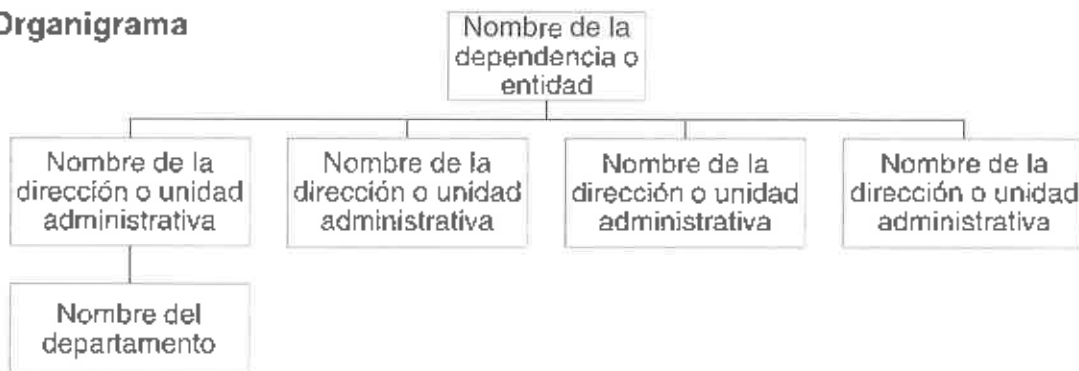 Organigrama
Nombre de la
dependencia o
entidad
Nombre de la
dirección o unidad
administrativa
Nombre de la
dirección o unidad
administrativa
Nombre de la
dirección o unidad
administrativa
Nombre de la
dirección o unidad
administrativa
Nombre del
departamento